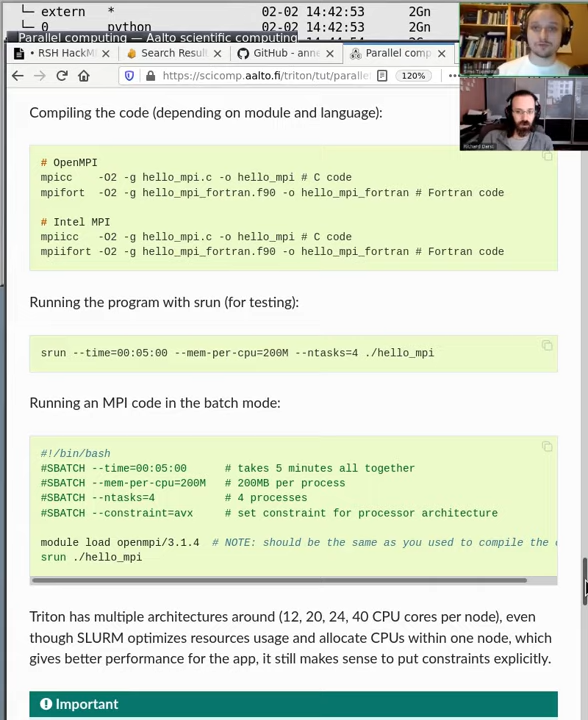 └─ extern   *        02-02 14:42:53     2Gn
└─ 0        python   02-02 14:42:53     2Gn
Parallel computing — Aalto scientific computing
• RSH HackM
Search Result
GitHub - anne
Parallel comp
https://scicomp.aalto.fi/triton/tut/paralle
120%
Compiling the code (depending on module and language):
# OpenMPI
mpicc    -O2 -g hello_mpi.c -o hello_mpi # C code
mpifort  -O2 -g hello_mpi_fortran.f90 -o hello_mpi_fortran # Fortran code
# Intel MPI
mpiicc   -O2 -g hello_mpi.c -o hello_mpi # C code
mpiifort -O2 -g hello_mpi_fortran.f90 -o hello_mpi_fortran # Fortran code
Running the program with srun (for testing):
srun --time=00:05:00 --mem-per-cpu=200M --ntasks=4 ./hello_mpi
Running an MPI code in the batch mode:
#!/bin/bash
#SBATCH --time=00:05:00      # takes 5 minutes all together
#SBATCH --mem-per-cpu=200M   # 200MB per process
#SBATCH --ntasks=4           # 4 processes
#SBATCH --constraint=avx     # set constraint for processor architecture
module load openmpi/3.1.4  # NOTE: should be the same as you used to compile the
srun ./hello_mpi
Triton has multiple architectures around (12, 20, 24, 40 CPU cores per node), even
though SLURM optimizes resources usage and allocate CPUs within one node, which
gives better performance for the app, it still makes sense to put constraints explicitly.
Important